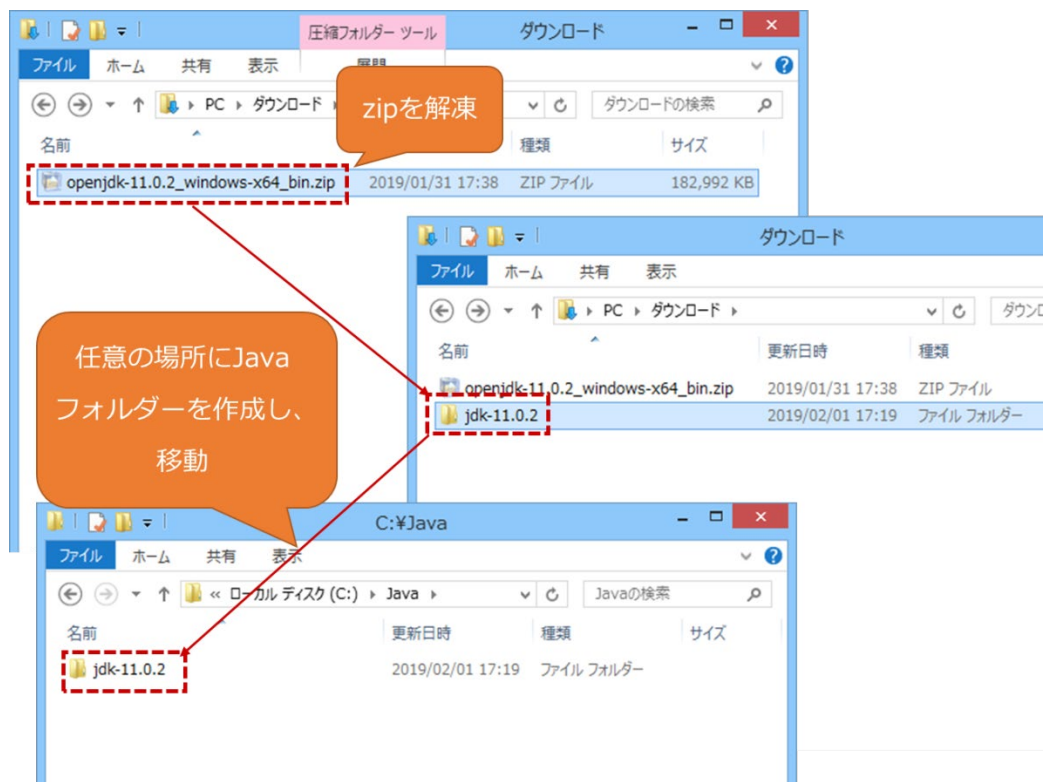 圧縮フォルダー ツール
ダウンロード
ファイル ホーム 共有 表示
PC ダウンロード
ダウンロードの検索
zipを解凍
名前 種類 サイズ
openjdk-11.0.2_windows-x64_bin.zip 2019/01/31 17:38 ZIP ファイル 182,992 KB
ダウンロード
ファイル ホーム 共有 表示
PC ダウンロード
名前 更新日時 種類
openjdk-11.0.2_windows-x64_bin.zip 2019/01/31 17:38 ZIP ファイル
jdk-11.0.2 2019/02/01 17:19 ファイル フォルダー
任意の場所にJava
フォルダーを作成し、
移動
C:¥Java
ファイル ホーム 共有 表示
« ローカル ディスク (C:) Java
Javaの検索
名前 更新日時 種類 サイズ
jdk-11.0.2 2019/02/01 17:19 ファイル フォルダー